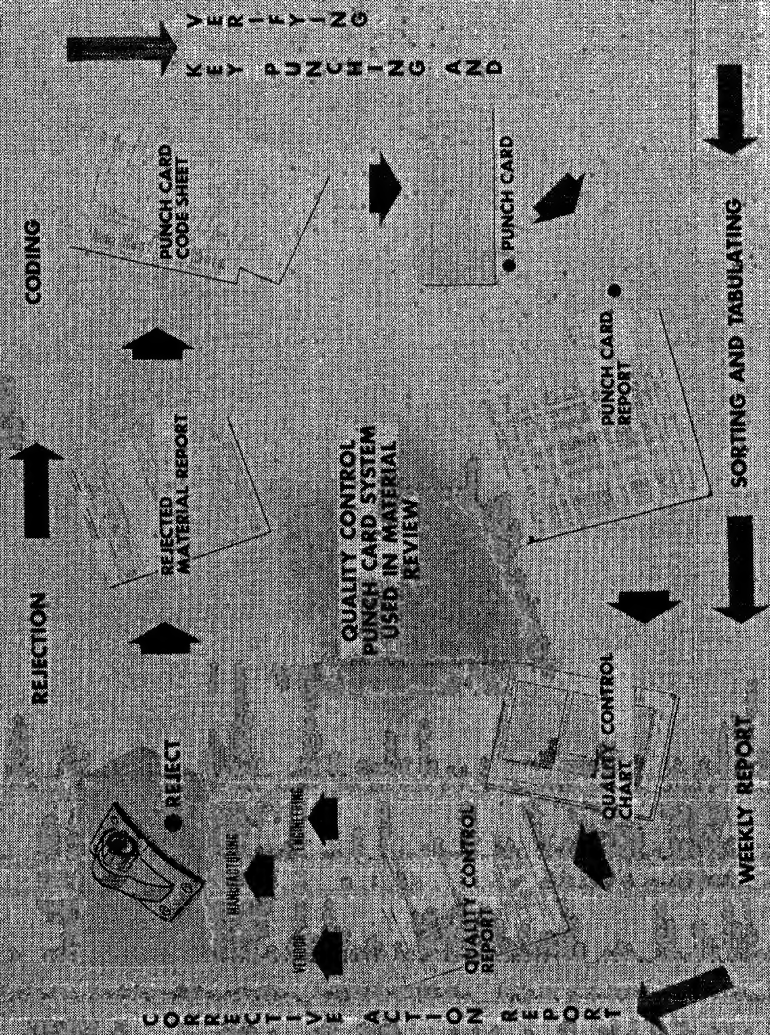 REJECTION
CODING
KEY PUNCHING AND
VERIFYING
REJECT
REJECTED
MATERIAL REPORT
PUNCH CARD
CODE SHEET
MANUFACTURING
VENDOR
ENGINEERING
QUALITY CONTROL
PUNCH CARD SYSTEM
USED IN MATERIAL
REVIEW
PUNCH CARD
QUALITY CONTROL
REPORT
QUALITY CONTROL
CHART
PUNCH CARD
REPORT
CORRECTIVE ACTION REPORT
WEEKLY REPORT
SORTING AND TABULATING